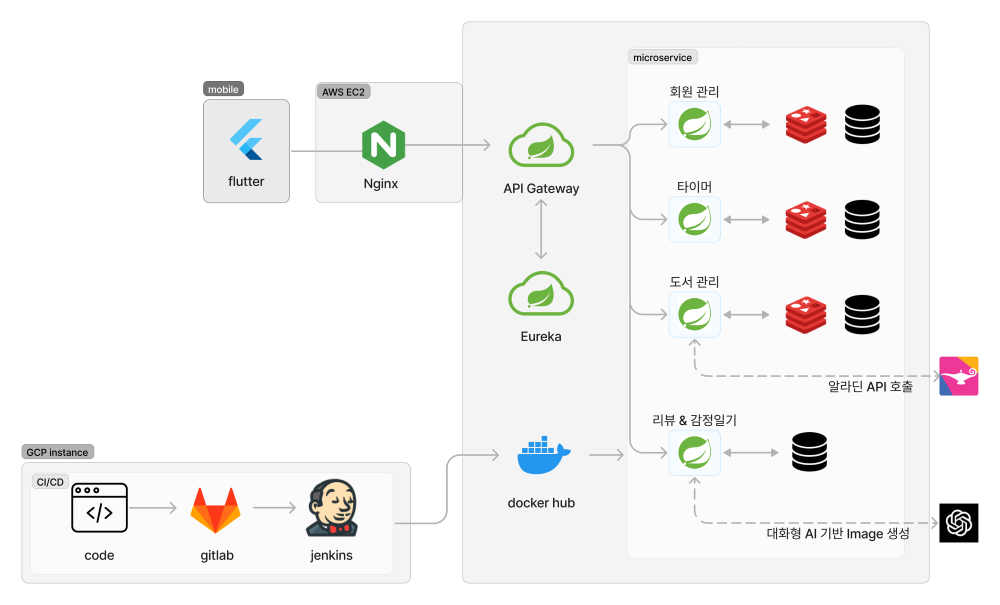 microservice
mobile
AWS EC2
회원 관리
flutter
Nginx
API Gateway
타이머
도서 관리
Eureka
알라딘 API 호출
리뷰 & 감정일기
GCP instance
CI/CD
</>
docker hub
대화형 AI 기반 Image 생성
code
gitlab
jenkins